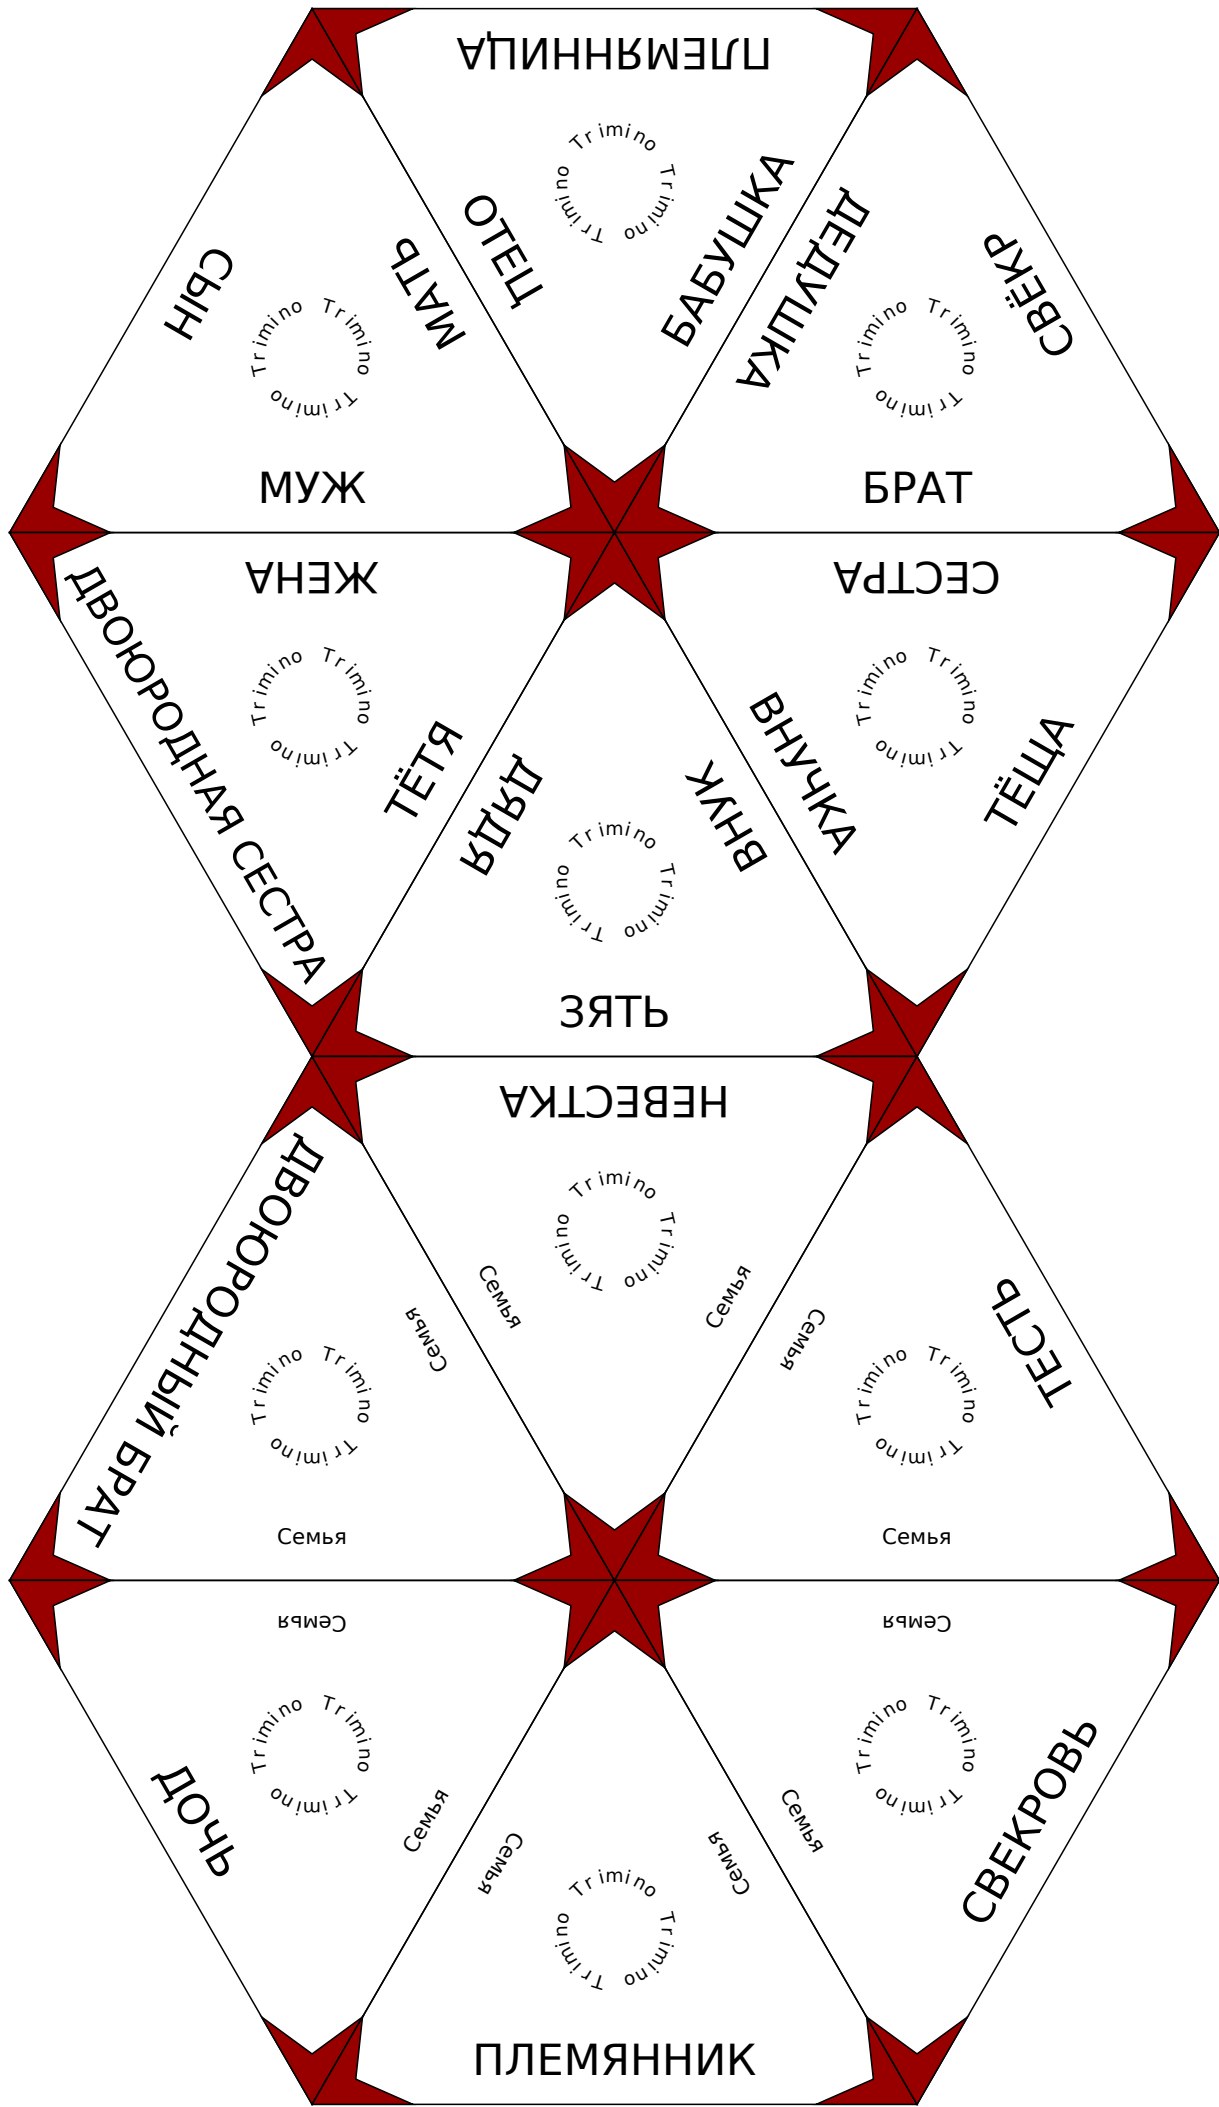 ПЛЕМЯННИЦА
Trimino Trimino Trimino
ОТЕЦ
БАБУШКА
СЫН
МАТЬ
Trimino Trimino Trimino
МУЖ
ДЕДУШКА
СВЁКР
Trimino Trimino Trimino
БРАТ
ЖЕНА
ДВОЮРОДНАЯ СЕСТРА
Trimino Trimino Trimino
ТЁТЯ
ДЯДЯ
ВНУК
Trimino Trimino Trimino
ЗЯТЬ
СЕСТРА
ВНУЧКА
Trimino Trimino Trimino
ТЁЩА
НЕВЕСТКА
Trimino Trimino Trimino
Семья
Семья
ДВОЮРОДНЫЙ БРАТ
Семья
Trimino Trimino Trimino
Семья
Семья
ТЕСТЬ
Trimino Trimino Trimino
Семья
Семья
Trimino Trimino Trimino
ДОЧЬ
Семья
Семья
Семья
Trimino Trimino Trimino
ПЛЕМЯННИК
Семья
Trimino Trimino Trimino
Семья
СВЕКРОВЬ